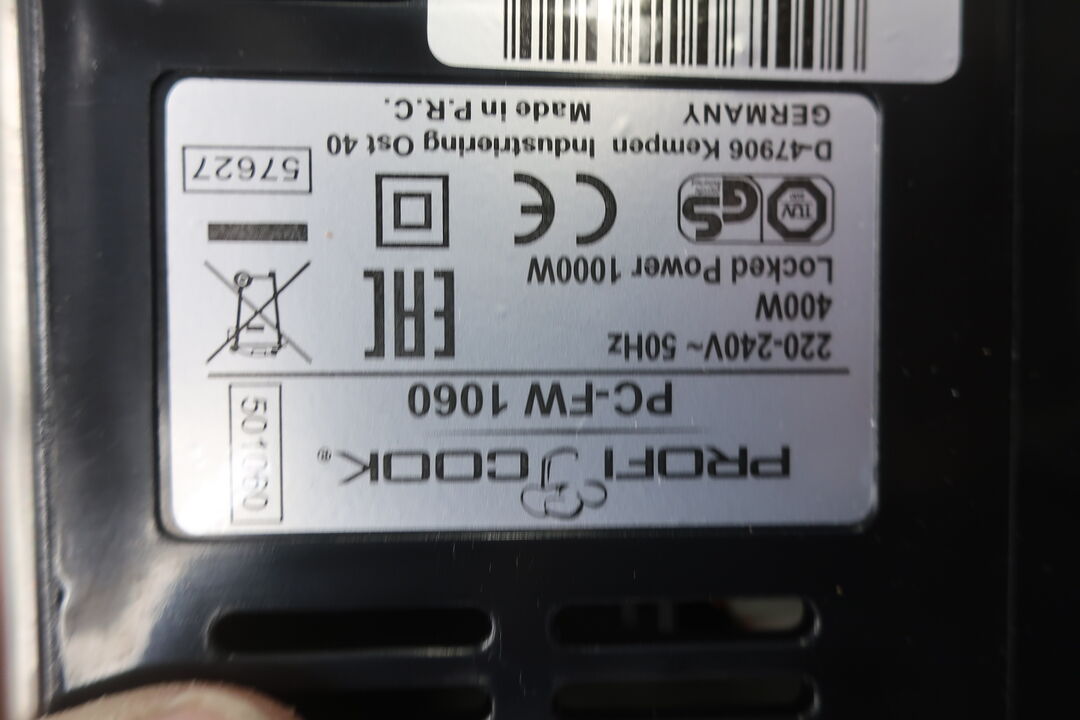 PROFI COOK®
PC-FW 1060
501060
220-240V~ 50Hz
400W
Locked Power 1000W
EAC
TÜV
GS
CE
D-47906 Kempen Industriering Ost 40
GERMANY Made in P.R.C.
57627